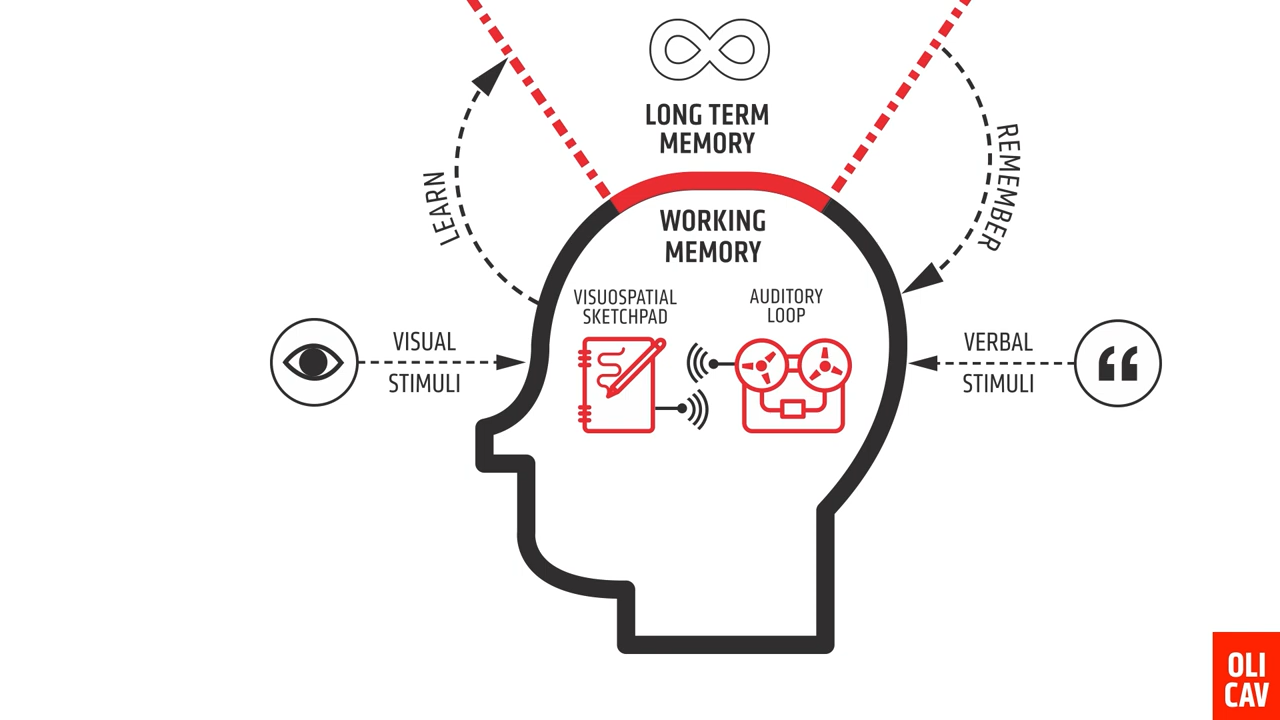 LONG TERM
MEMORY
LEARN
REMEMBER
WORKING
MEMORY
VISUOSPATIAL
SKETCHPAD
AUDITORY
LOOP
VISUAL
STIMULI
VERBAL
STIMULI
“
OLI
CAV